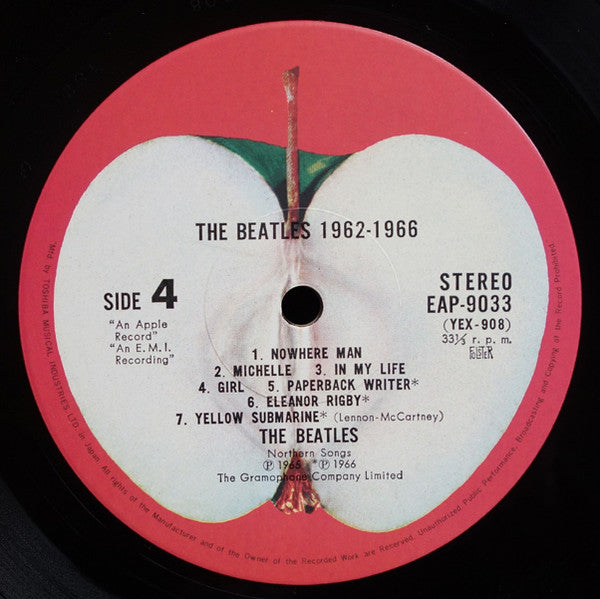 THE BEATLES 1962-1966
SIDE 4
"An Apple
Record"
"An E.M.I.
Recording"
STEREO
EAP-9033
(YEX-908)
33⅓ r. p. m.
1. NOWHERE MAN
2. MICHELLE 3. IN MY LIFE
4. GIRL 5. PAPERBACK WRITER*
6. ELEANOR RIGBY*
7. YELLOW SUBMARINE* (Lennon-McCartney)
THE BEATLES
Northern Songs
Ⓟ 1965 *Ⓟ 1966
The Gramophone Company Limited
Mfd by TOSHIBA MUSICAL INDUSTRIES LTD. in Japan. All rights of the Manufacturer and of the Owner of the Recorded Work are Reserved. Unauthorized Public Performance, Broadcasting and Copying of the Record Prohibited.